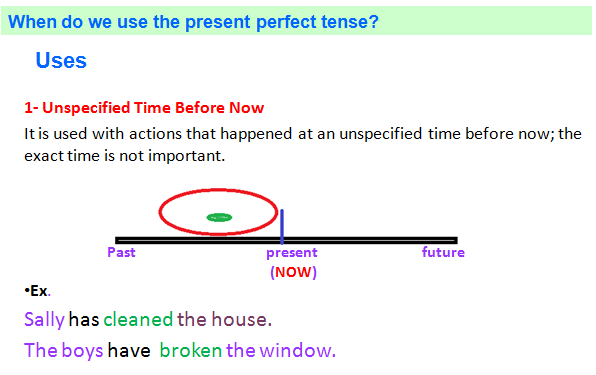 When do we use the present perfect tense?
Uses
1- Unspecified Time Before Now
It is used with actions that happened at an unspecified time before now; the
exact time is not important.
Past present future
(NOW)
•Ex.
Sally has cleaned the house.
The boys have broken the window.